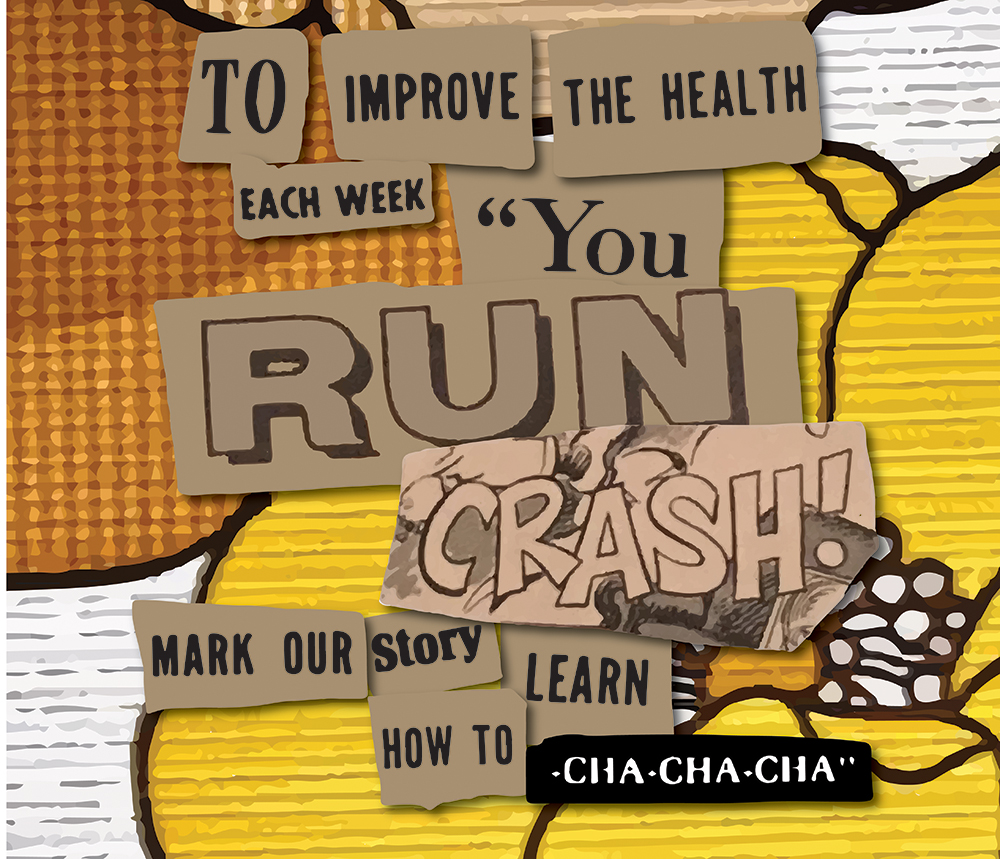 TO IMPROVE THE HEALTH
EACH WEEK
“You
RUN
CRASH!
MARK OUR story
LEARN
HOW TO
·CHA·CHA·CHA"